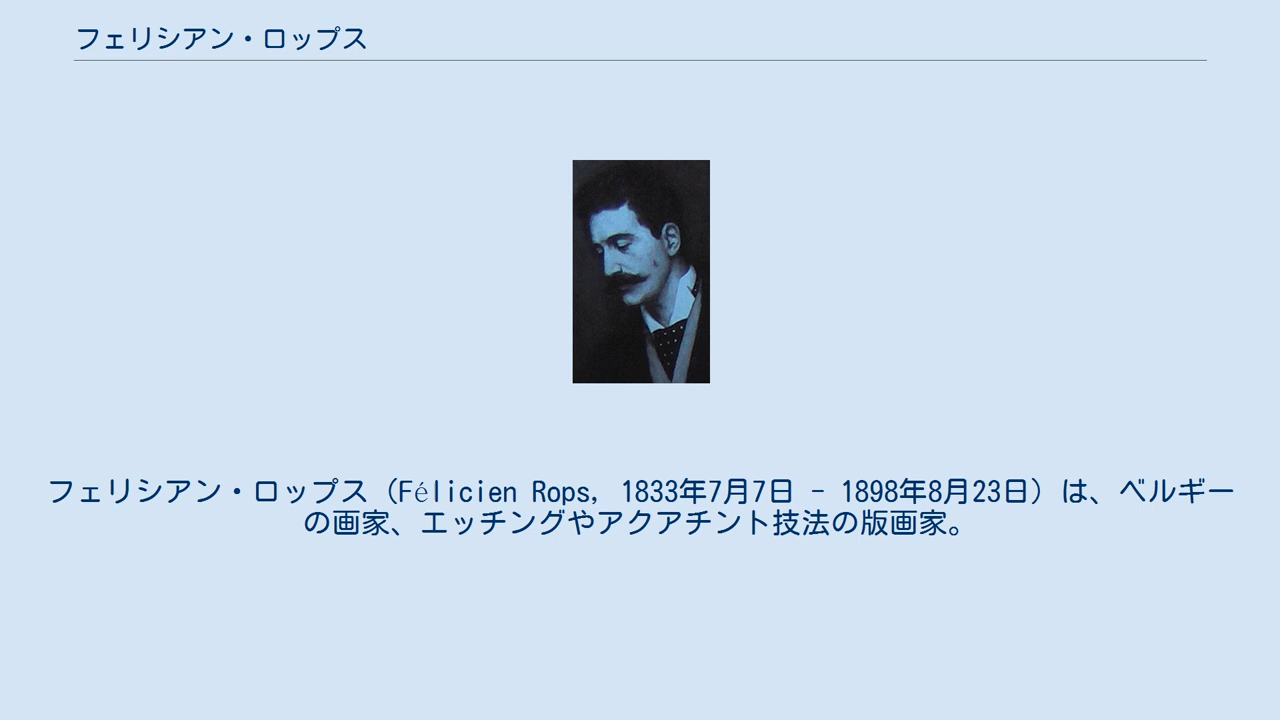 フェリシアン・ロップス
フェリシアン・ロップス（Félicien Rops, 1833年7月7日 - 1898年8月23日）は、ベルギー
の画家、エッチングやアクアチント技法の版画家。